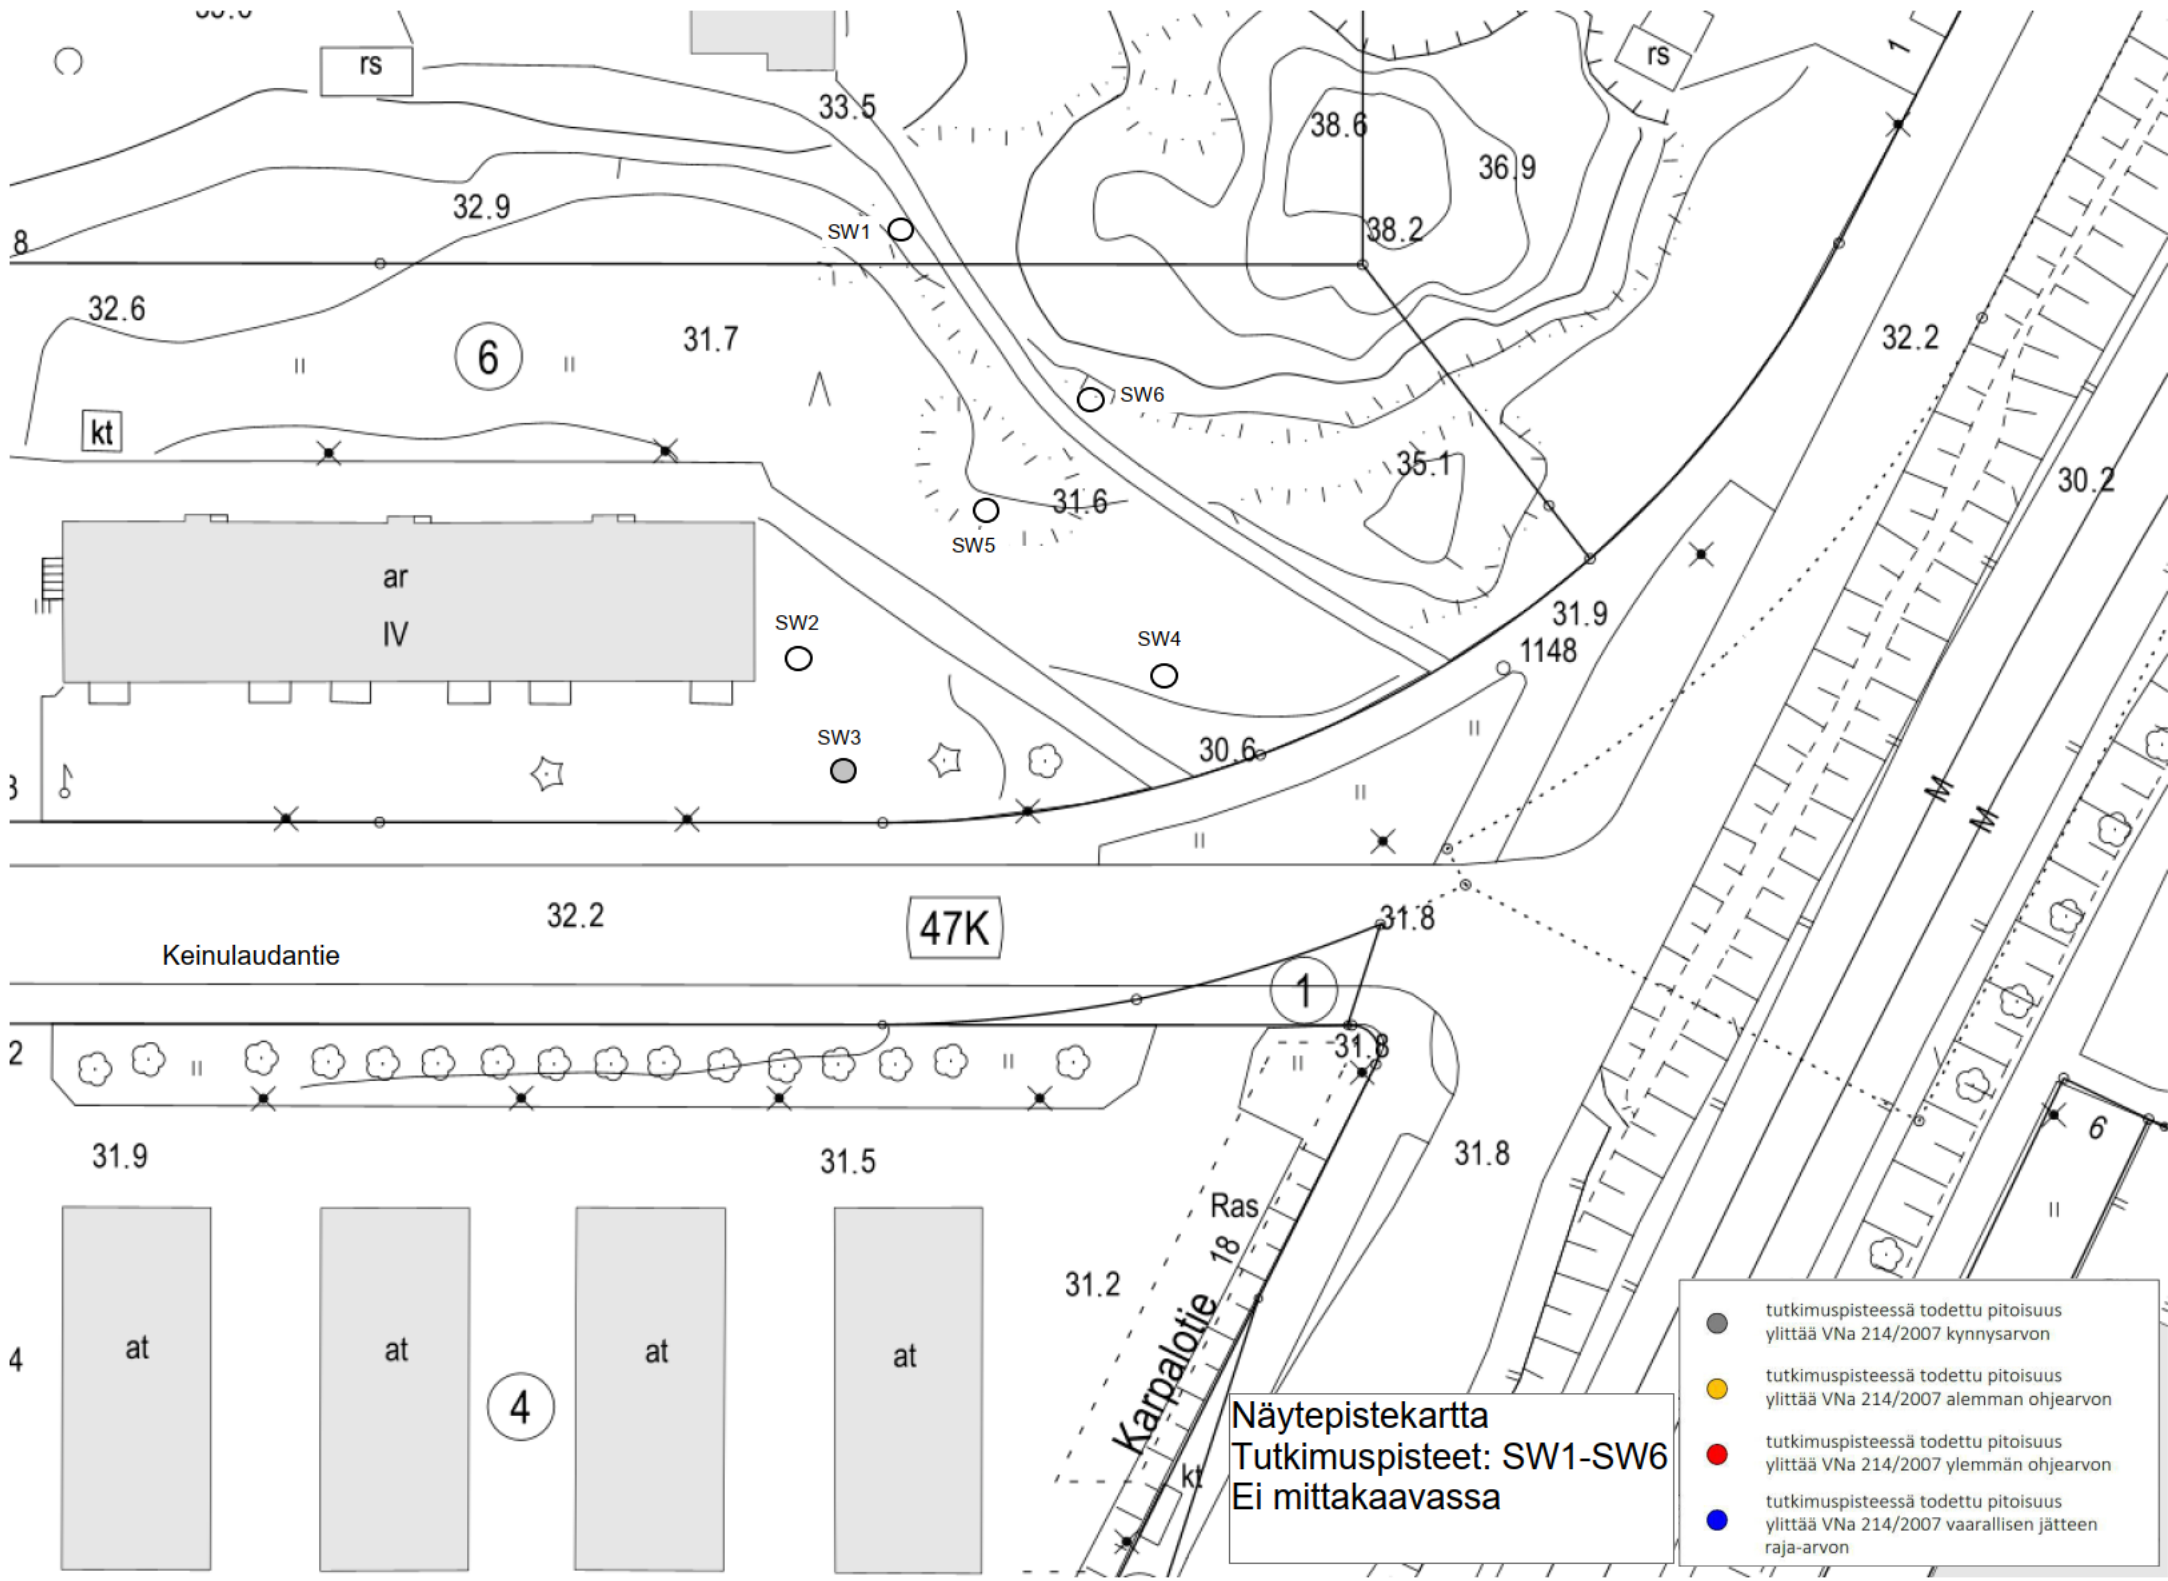 rs
rs
1
33.5
38.6
36.9
32.9
38.2
SW1
8
32.6
31.7
32.2
6
SW6
kt
35.1
30.2
31.6
SW5
ar
IV
31.9
SW2
SW4
1148
SW3
30.6
M
M
32.2
47K
31.8
Keinulaudantie
1
2
31.8
6
31.9
31.5
31.8
Ras
18
31.2
Karpalotie
at
at
at
at
4
4
kt
Näytepistekartta
Tutkimuspisteet: SW1-SW6
Ei mittakaavassa
tutkimuspisteessä todettu pitoisuus
ylittää VNa 214/2007 kynnysarvon
tutkimuspisteessä todettu pitoisuus
ylittää VNa 214/2007 alemman ohjearvon
tutkimuspisteessä todettu pitoisuus
ylittää VNa 214/2007 ylemmän ohjearvon
tutkimuspisteessä todettu pitoisuus
ylittää VNa 214/2007 vaarallisen jätteen
raja-arvon